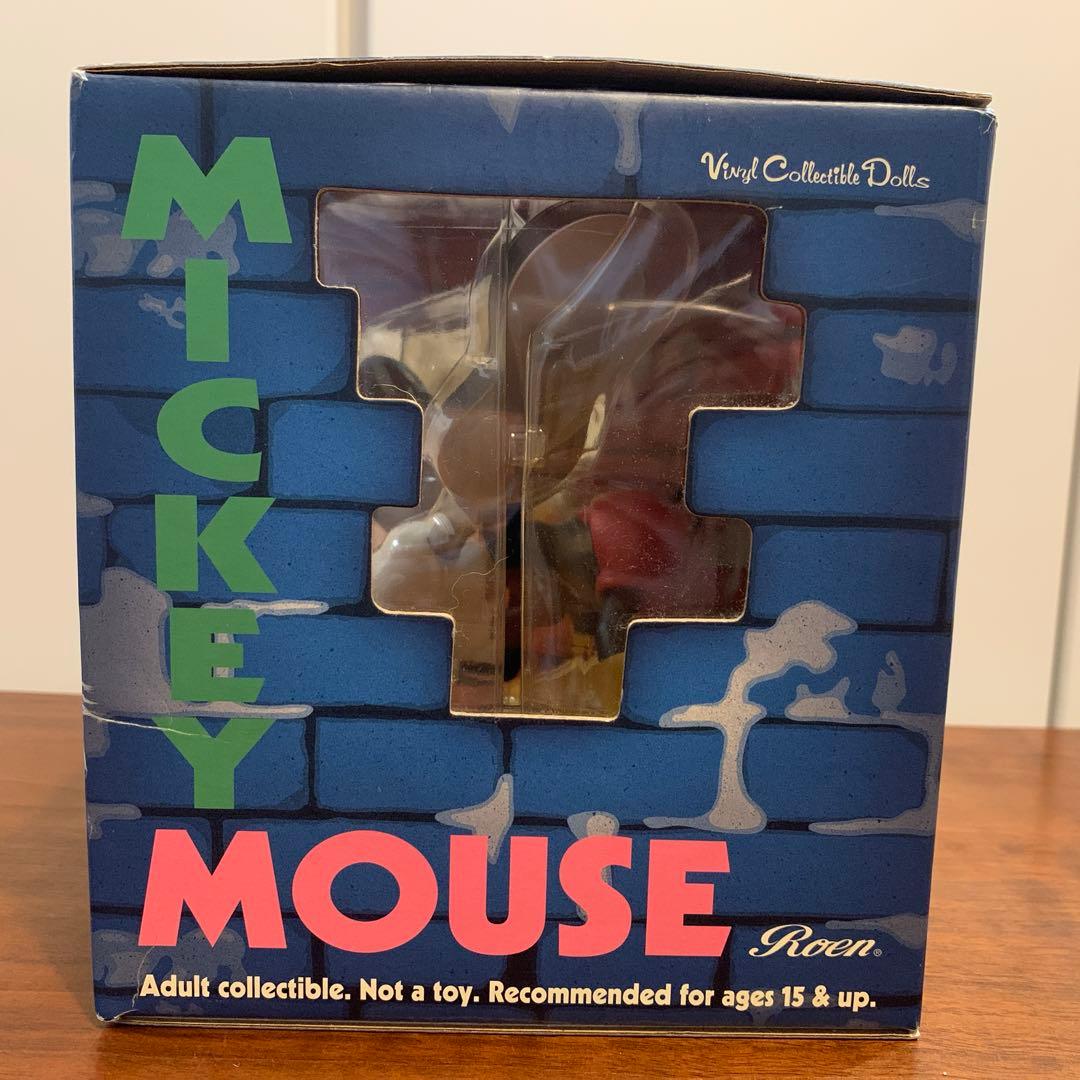 Vinyl Collectible Dolls
MICKEY
MOUSE
Roen®
Adult collectible. Not a toy. Recommended for ages 15 & up.